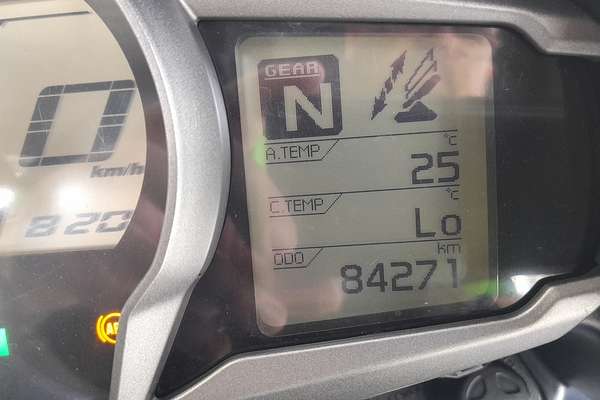 0
km/h
8:20
GEAR
N
A.TEMP
°C
25
C.TEMP
°C
Lo
ODO
km
84271